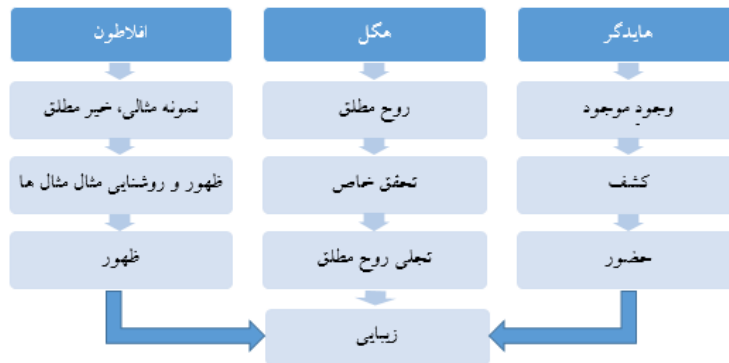 هایدگر
هگل
افلاطون
وجودِ موجود
روح مطلق
نمونه مثالی، خیر مطلق
کشف
تحقق خاص
ظهور و روشنایی مثال مثال ها
حضور
تجلی روح مطلق
ظهور
زیبایی